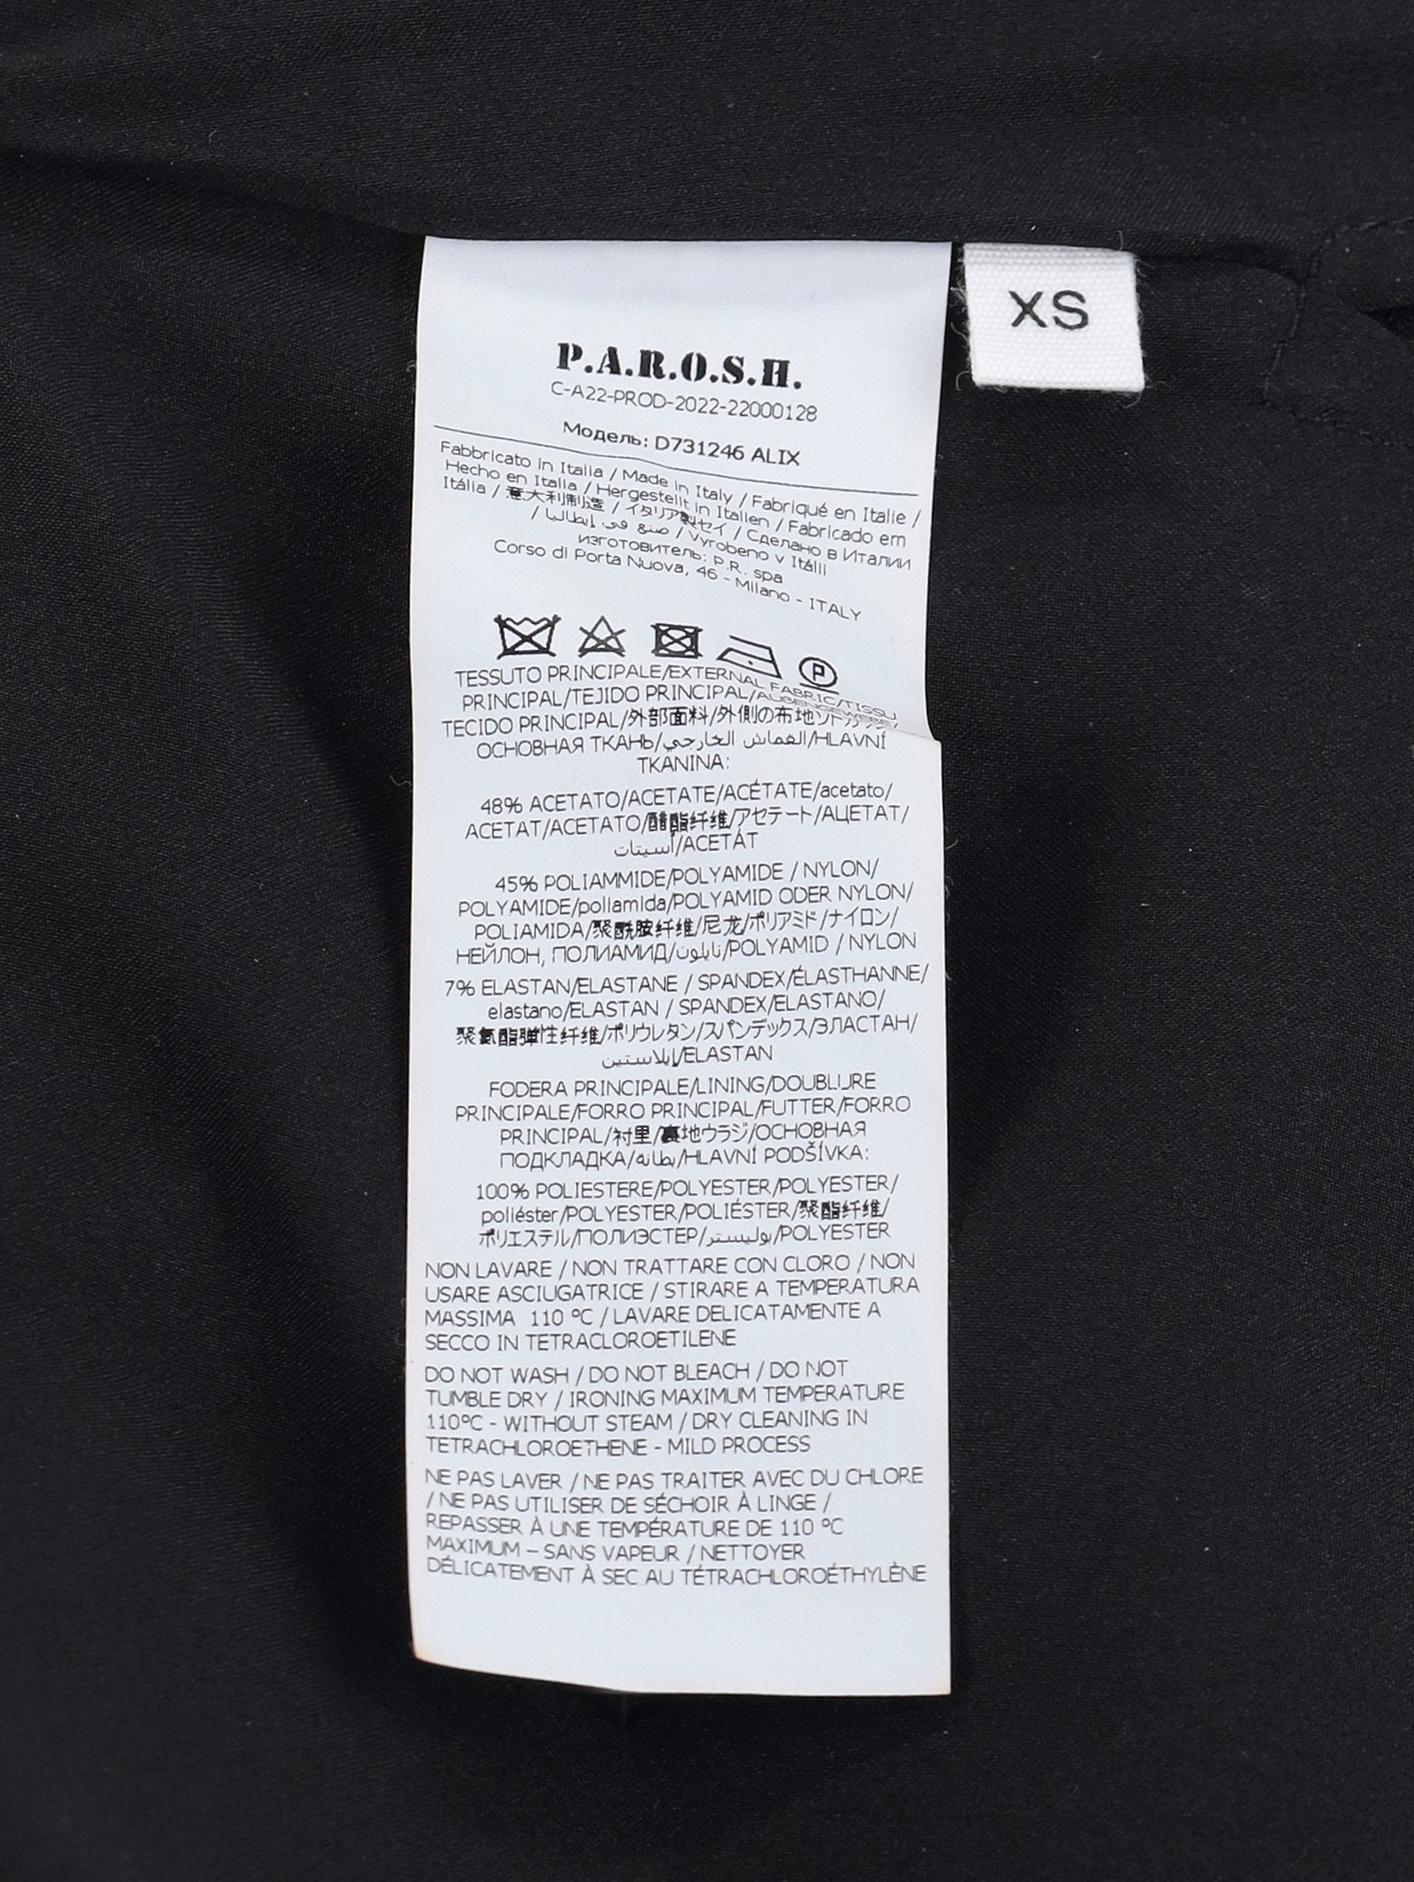 XS
P.A.R.O.S.H.
C-A22-PROD-2022-22000128
Модель: D731246 ALIX
Fabbricato in Italia / Made in Italy / Fabriqué en Italie /
Hecho en Italia / Hergestellt in Italien / Fabricado em
Itália / 意大利制造 / イタリア製セイ / Сделано в Италии
/ صنع في إيطاليا / Vyrobeno v Itálii
изготовитель: P.R. spa
Corso di Porta Nuova, 46 - Milano - ITALY
P
TESSUTO PRINCIPALE/EXTERNAL FABRIC/TISSU
PRINCIPAL/TEJIDO PRINCIPAL/AUßENGEWEBE/
TECIDO PRINCIPAL/外部面料/外側の布地
ОСНОВНАЯ ТКАНЬ/القماش الخارجي/HLAVNÍ
TKANINA:
48% ACETATO/ACETATE/ACÉTATE/acetato/
ACETAT/ACETATO/醋酯纤维/アセテート/АЦЕТАТ/
أسيتات/ACETÁT
45% POLIAMMIDE/POLYAMIDE / NYLON/
POLYAMIDE/poliamida/POLYAMID ODER NYLON/
POLIAMIDA/聚酰胺纤维/尼龙/ポリアミド/ナイロン/
НЕЙЛОН, ПОЛИАМИД/نايلون/POLYAMID / NYLON
7% ELASTAN/ELASTANE / SPANDEX/ÉLASTHANNE/
elastano/ELASTAN / SPANDEX/ELASTANO/
聚氨酯弹性纤维/ポリウレタン/スパンデックス/ЭЛАСТАН/
إيلاستين/ELASTAN
FODERA PRINCIPALE/LINING/DOUBLURE
PRINCIPALE/FORRO PRINCIPAL/FUTTER/FORRO
PRINCIPAL/衬里/裏地ウラジ/ОСНОВНАЯ
ПОДКЛАДКА/بطانة/HLAVNÍ PODŠÍVKA:
100% POLIESTERE/POLYESTER/POLYESTER/
poliéster/POLYESTER/POLIÉSTER/聚酯纤维/
ポリエステル/ПОЛИЭСТЕР/بوليستر/POLYESTER
NON LAVARE / NON TRATTARE CON CLORO / NON
USARE ASCIUGATRICE / STIRARE A TEMPERATURA
MASSIMA 110 °C / LAVARE DELICATAMENTE A
SECCO IN TETRACLOROETILENE
DO NOT WASH / DO NOT BLEACH / DO NOT
TUMBLE DRY / IRONING MAXIMUM TEMPERATURE
110°C - WITHOUT STEAM / DRY CLEANING IN
TETRACHLOROETHENE - MILD PROCESS
NE PAS LAVER / NE PAS TRAITER AVEC DU CHLORE
/ NE PAS UTILISER DE SÉCHOIR À LINGE /
REPASSER À UNE TEMPÉRATURE DE 110 °C
MAXIMUM – SANS VAPEUR / NETTOYER
DÉLICATEMENT À SEC AU TÉTRACHLOROÉTHYLÈNE